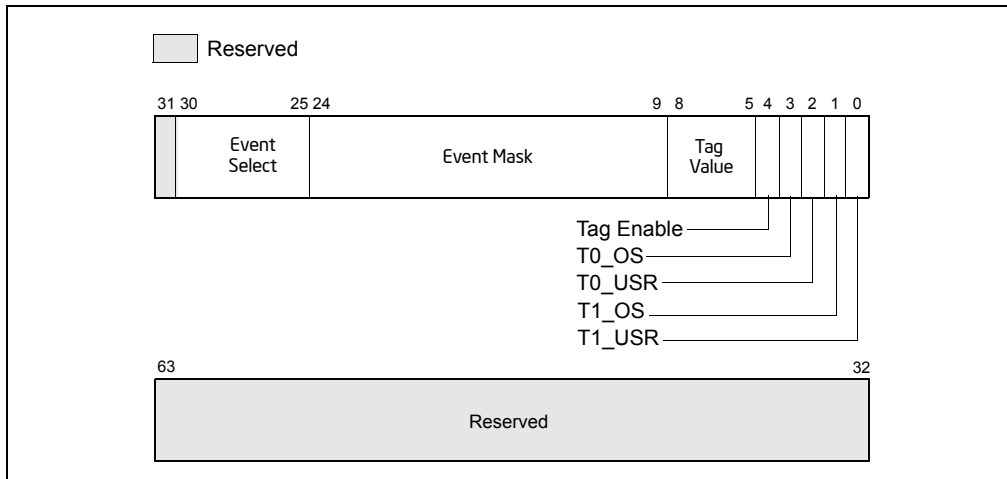 Reserved
31 30 25 24 9 8 5 4 3 2 1 0
Event
Select
Event Mask
Tag
Value
Tag Enable
T0_OS
T0_USR
T1_OS
T1_USR
63 32
Reserved